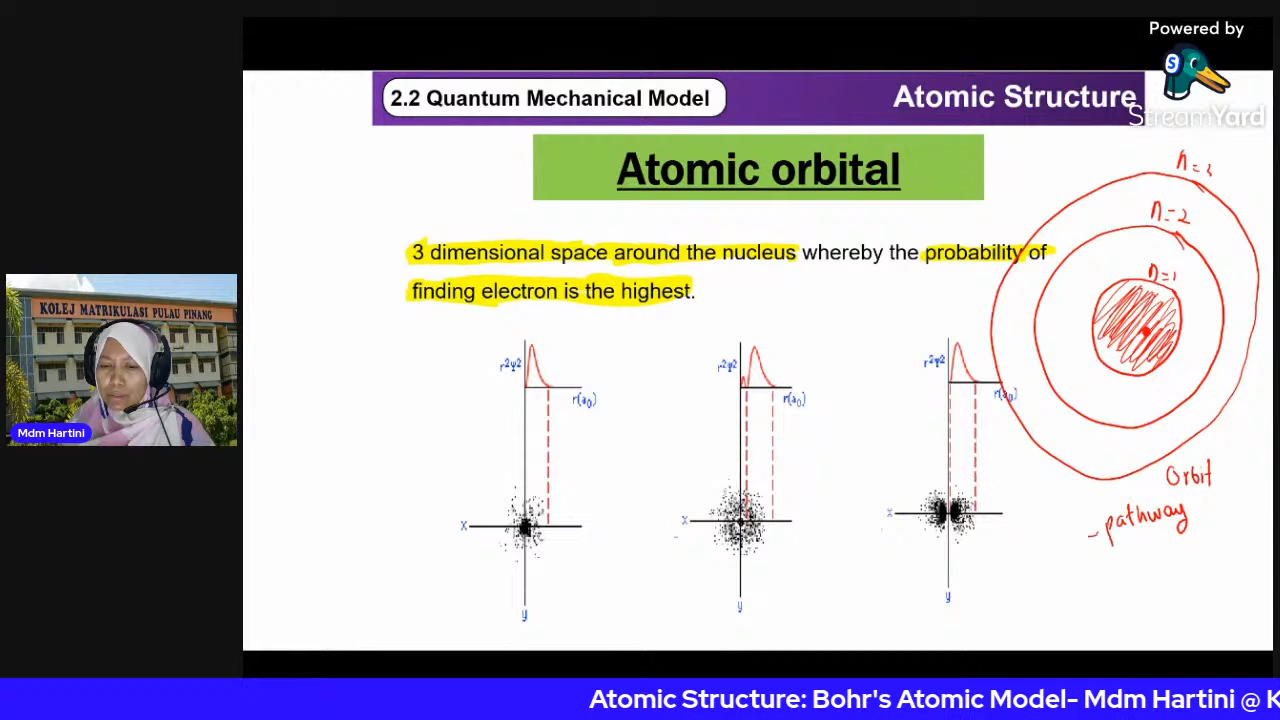 Powered by
StreamYard
2.2 Quantum Mechanical Model
Atomic Structure
Atomic orbital
3 dimensional space around the nucleus whereby the probability of
finding electron is the highest.
n=2
n=1
r²ψ2
r(a₀)
x
y
r²ψ2
r(a₀)
x
y
r²ψ2
r(a₀)
x
y
Orbit
- pathway
KOLEJ MATRIKULASI PULAU PINANG
Mdm Hartini
Atomic Structure: Bohr's Atomic Model- Mdm Hartini @ K